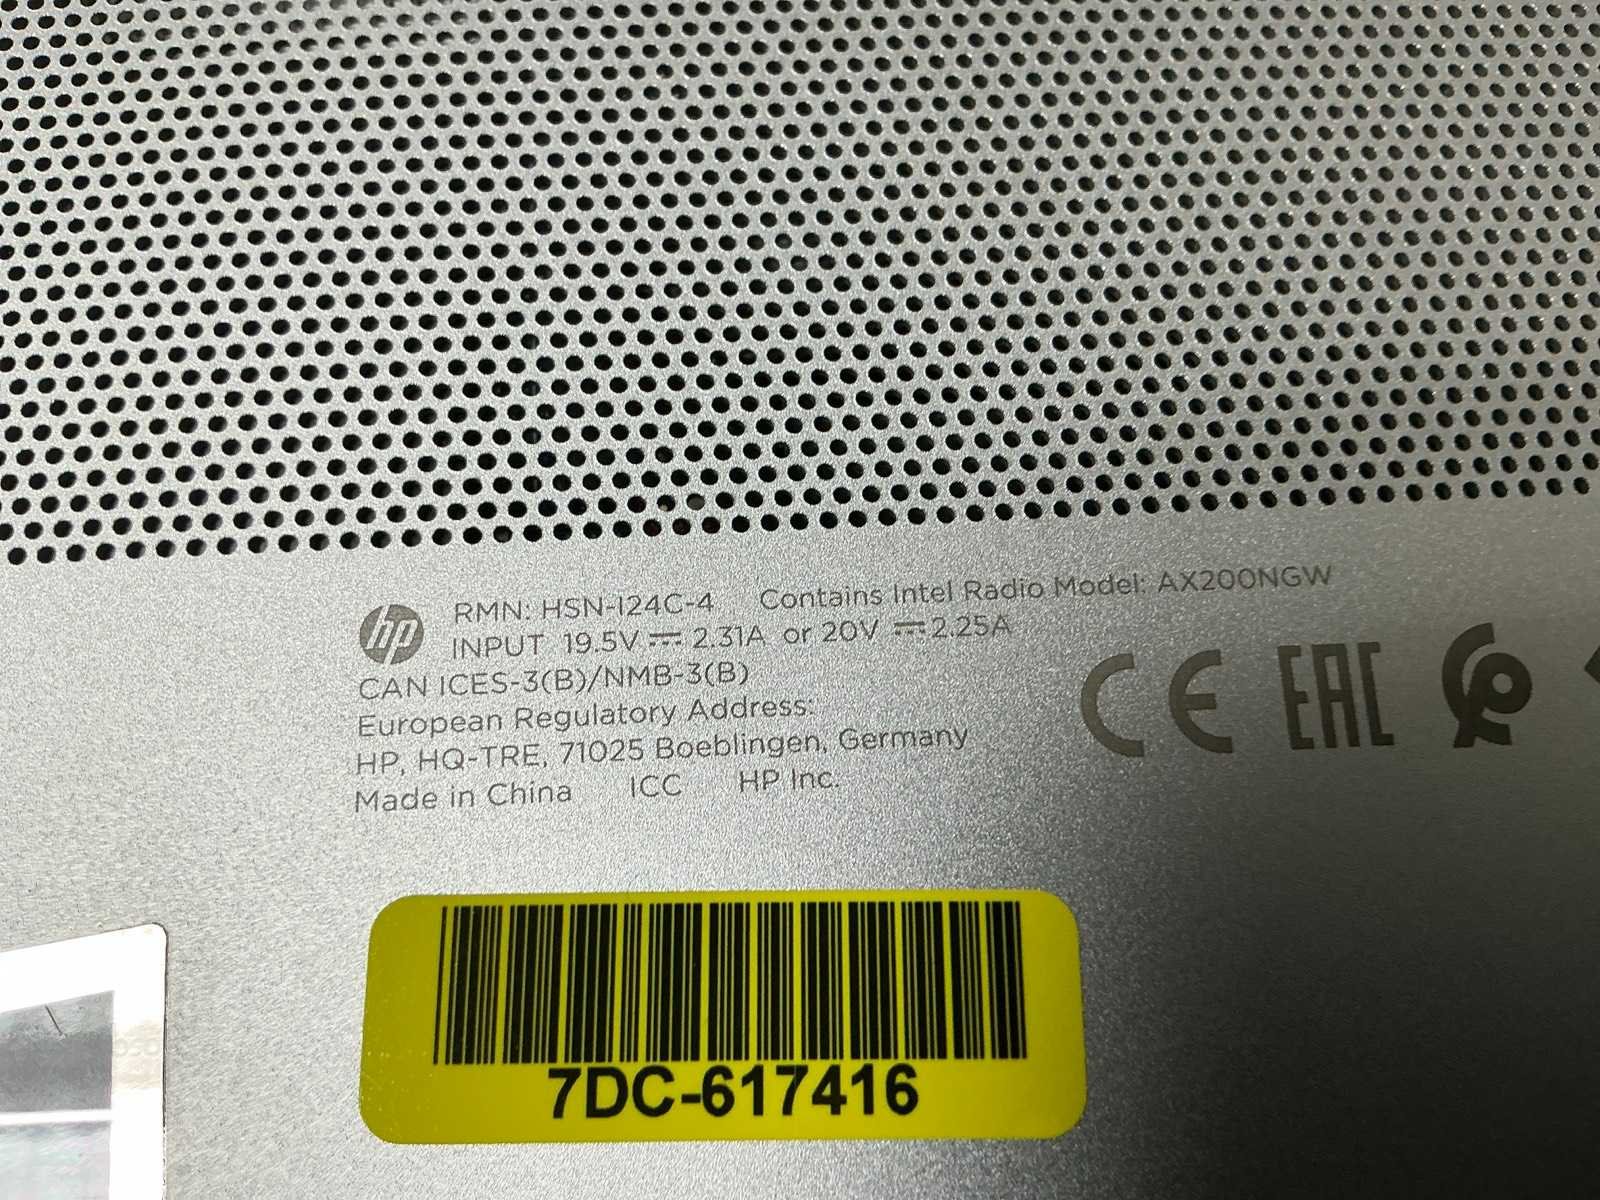 hp RMN: HSN-I24C-4 Contains Intel Radio Model: AX200NGW
INPUT 19.5V ⎓ 2.31A or 20V ⎓ 2.25A
CAN ICES-3(B)/NMB-3(B)
European Regulatory Address:
HP, HQ-TRE, 71025 Boeblingen, Germany
Made in China ICC HP Inc.
CE EAC
7DC-617416